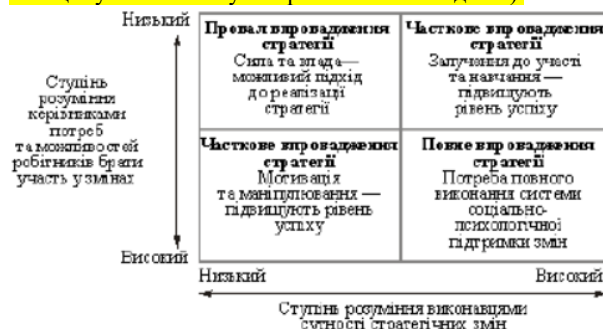 Низький
Ступінь
розуміння
керівниками
потреб
та можливостей
робітників брати
участь у змінах
Високий
Провал впровадження
стратегії
Сила та влада—
можливий підхід
до реалізації
стратегії
Часткове впровадження
стратегії
Залучення до участі
та навчання —
підвищують
рівень успіху
Часткове впровадження
стратегії
Мотивація
та маніпулювання —
підвищують рівень
успіху
Повне впровадження
стратегії
Потреба повного
виконання системи
соціально-
психологічної
підтримки змін
Низький Високий
Ступінь розуміння виконавцями
сутності стратегічних змін